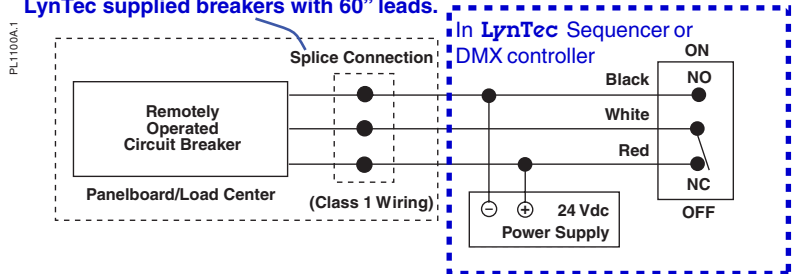 LynTec supplied breakers with 60” leads.
PL1100A.1
In LynTec Sequencer or
DMX controller
Splice Connection
ON
Black
NO
Remotely
Operated
Circuit Breaker
White
Red
NC
Panelboard/Load Center
(Class 1 Wiring)
− + 24 Vdc
Power Supply
OFF